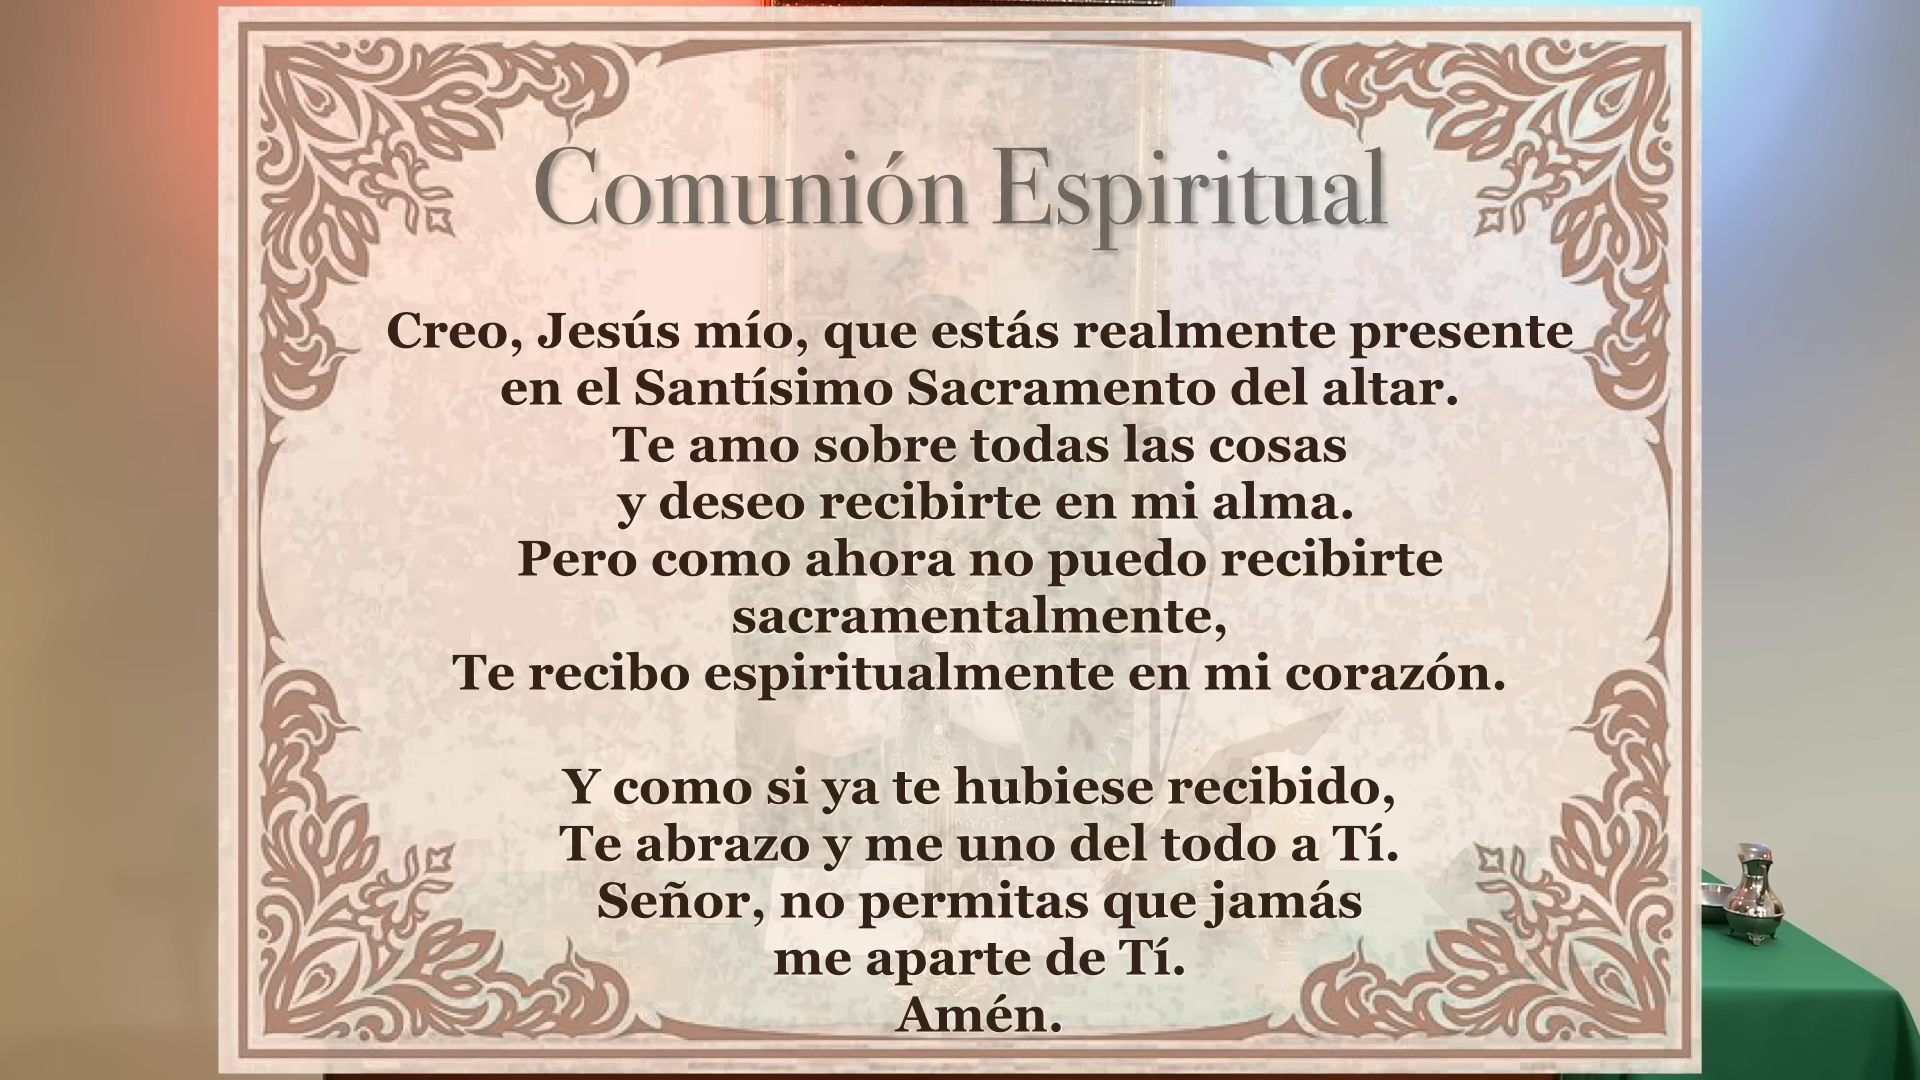 Comunión Espiritual
Creo, Jesús mío, que estás realmente presente
en el Santísimo Sacramento del altar.
Te amo sobre todas las cosas
y deseo recibirte en mi alma.
Pero como ahora no puedo recibirte
sacramentalmente,
Te recibo espiritualmente en mi corazón.
Y como si ya te hubiese recibido,
Te abrazo y me uno del todo a Tí.
Señor, no permitas que jamás
me aparte de Tí.
Amén.